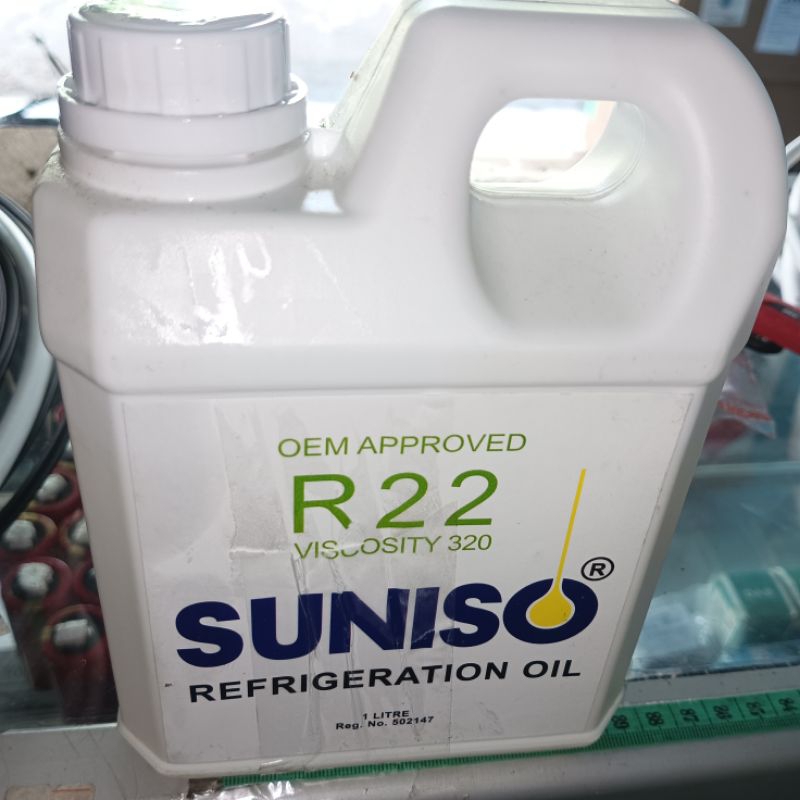 OEM APPROVED
R22
VISCOSITY 320
SUNISO®
REFRIGERATION OIL
1 LITRE
Reg. No. 502147